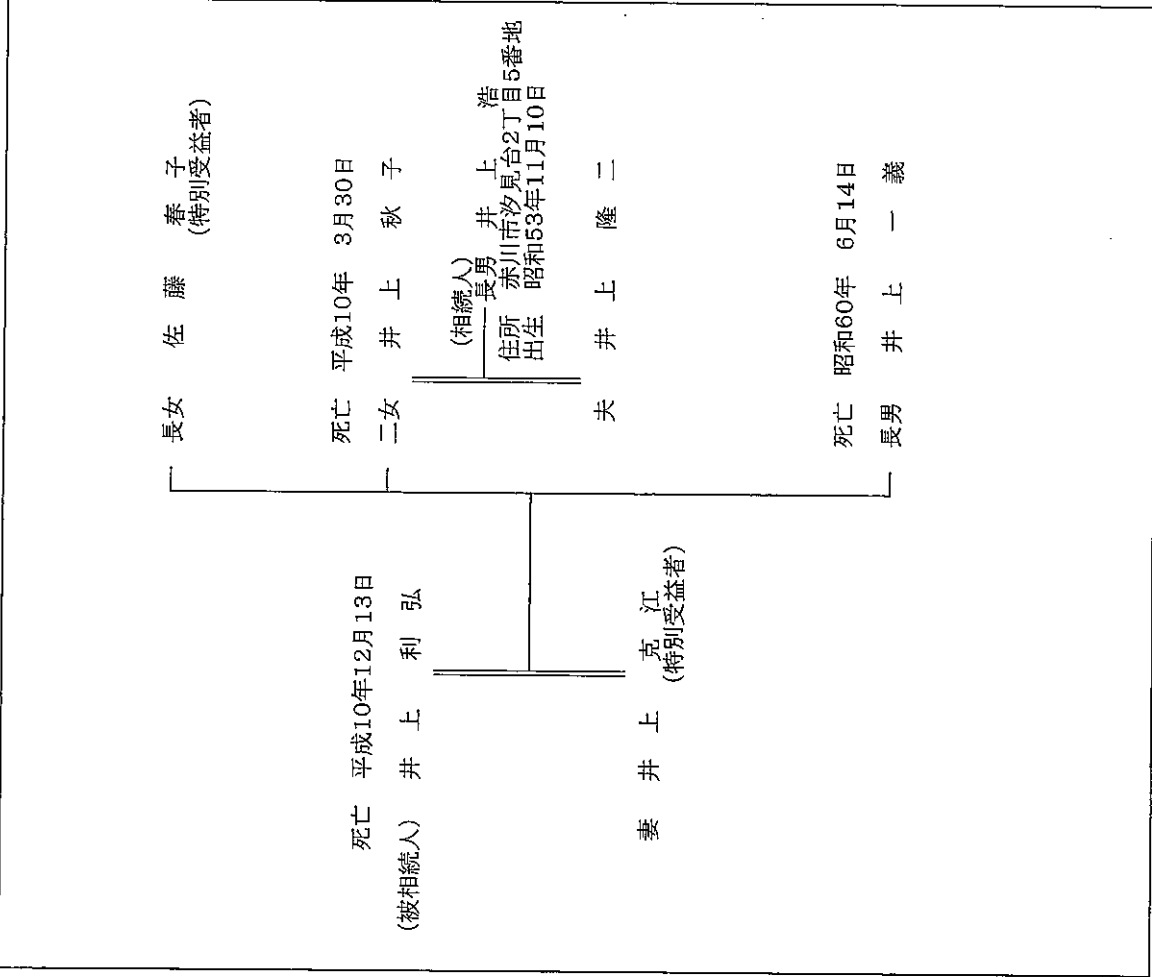 死亡 平成10年12月13日
(被相続人) 井上利弘
妻 井上克江
(特別受益者)
長女 佐藤春子
(特別受益者)
死亡 平成10年 3月30日
二女 井上秋子
(相続人)
長男 井上浩
住所 赤川市汐見台2丁目5番地
出生 昭和53年11月10日
夫 井上隆二
死亡 昭和60年 6月14日
長男 井上一義